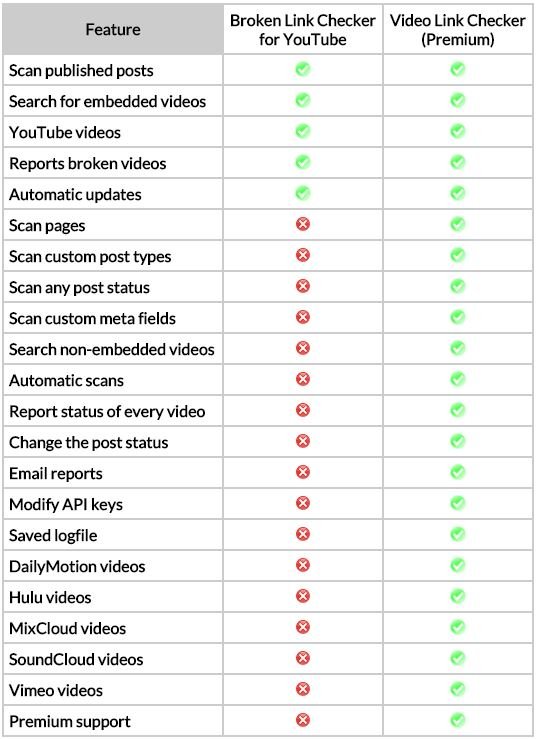 Feature
Broken Link Checker
for YouTube
Video Link Checker
(Premium)
Scan published posts
Search for embedded videos
YouTube videos
Reports broken videos
Automatic updates
Scan pages
Scan custom post types
Scan any post status
Scan custom meta fields
Search non-embedded videos
Automatic scans
Report status of every video
Change the post status
Email reports
Modify API keys
Saved logfile
DailyMotion videos
Hulu videos
MixCloud videos
SoundCloud videos
Vimeo videos
Premium support